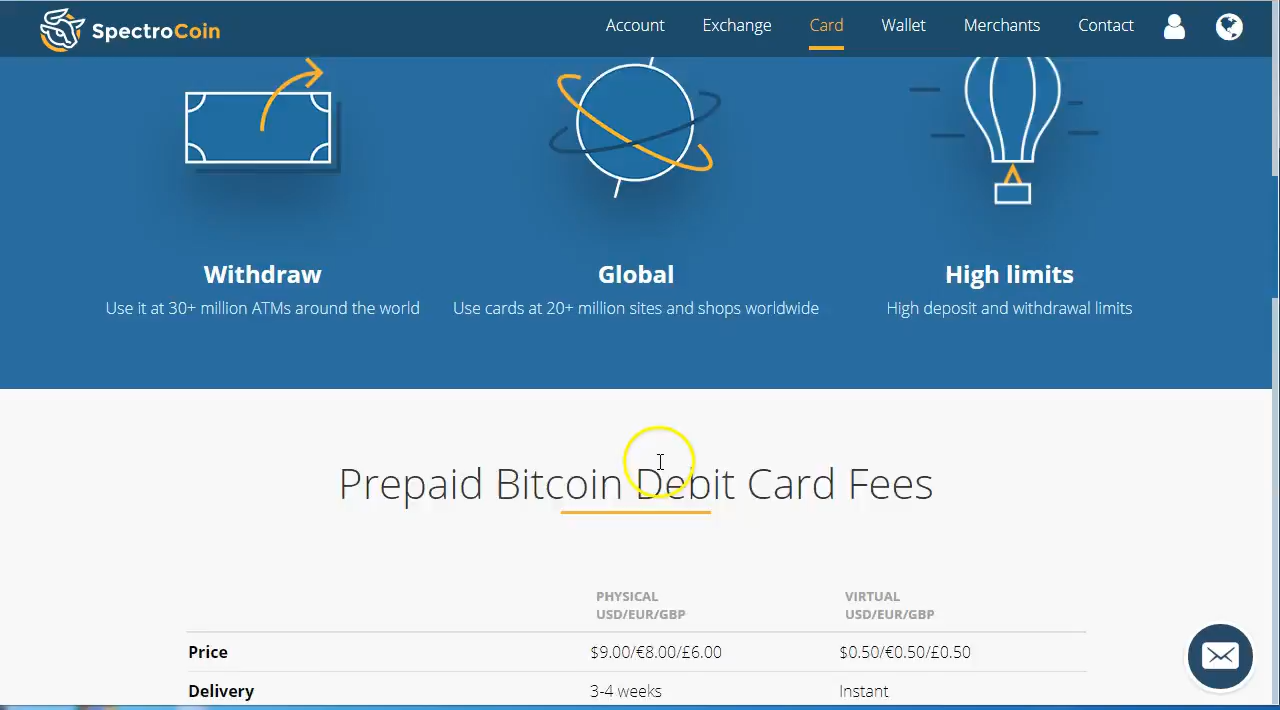 SpectroCoin
Account Exchange Card Wallet Merchants Contact
Withdraw Global High limits
Use it at 30+ million ATMs around the world Use cards at 20+ million sites and shops worldwide High deposit and withdrawal limits
Prepaid Bitcoin Debit Card Fees
PHYSICAL VIRTUAL
USD/EUR/GBP USD/EUR/GBP
Price $9.00/€8.00/£6.00 $0.50/€0.50/£0.50
Delivery 3-4 weeks Instant